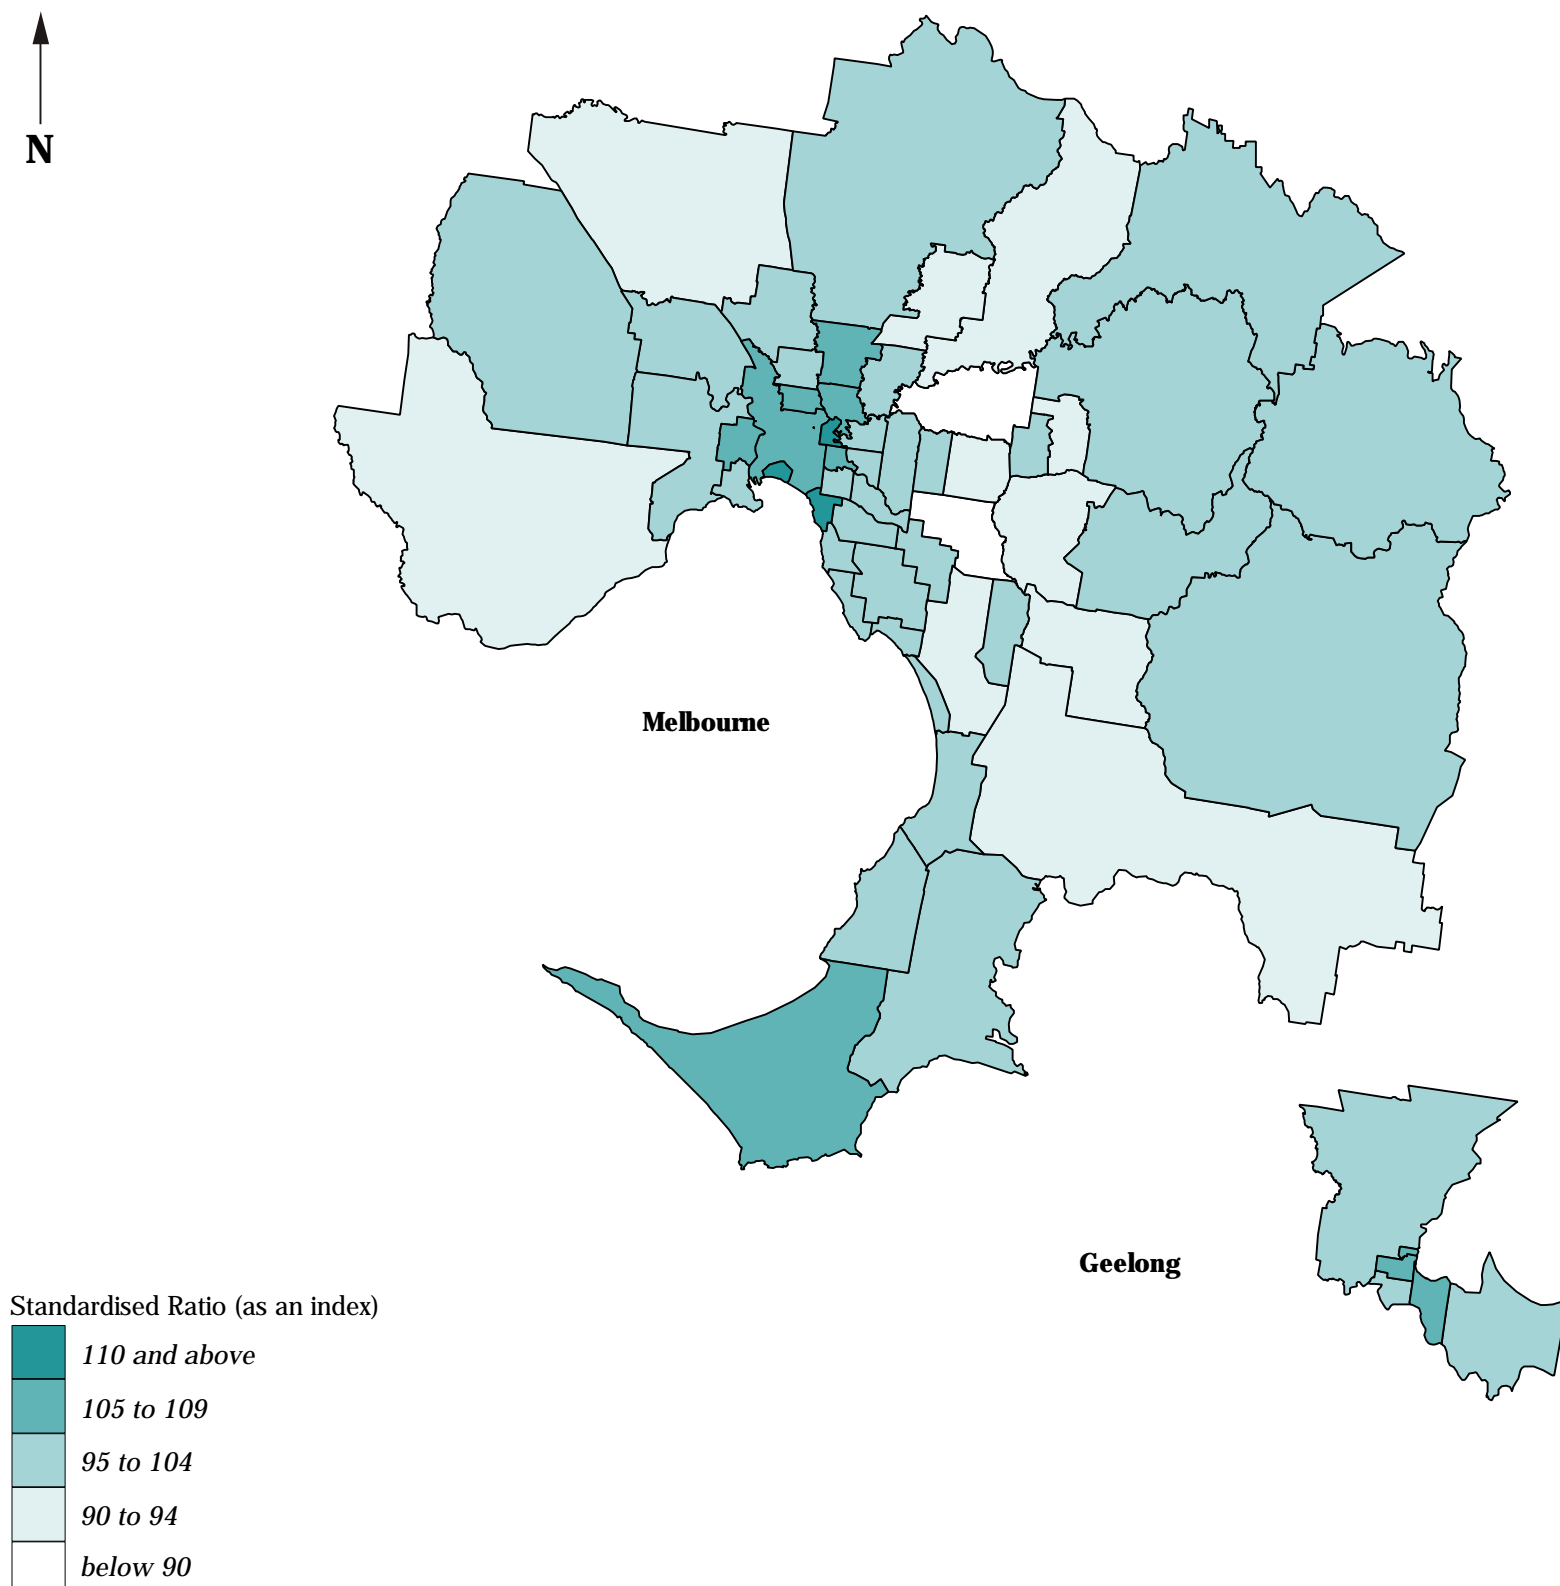 N
Melbourne
Geelong
Standardised Ratio (as an index)
110 and above
105 to 109
95 to 104
90 to 94
below 90